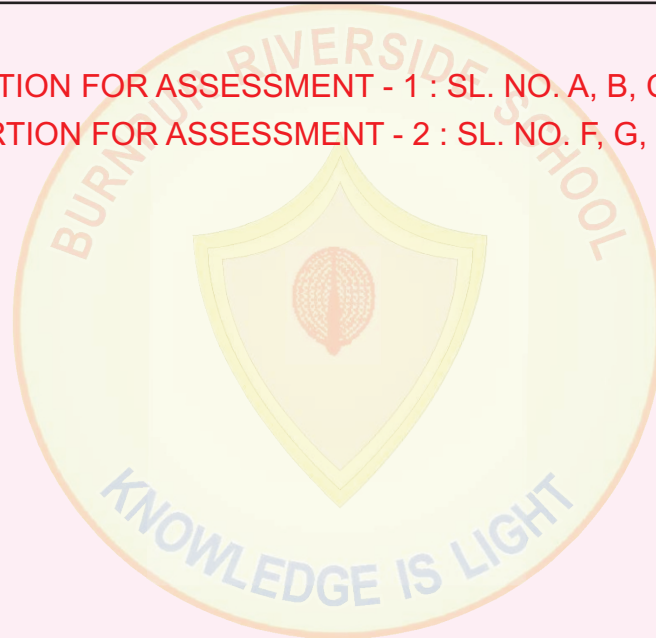 TION FOR ASSESSMENT - 1 : SL. NO. A, B, C
RTION FOR ASSESSMENT - 2 : SL. NO. F, G,
BURNPUR RIVERSIDE SCHOOL
KNOWLEDGE IS LIGHT